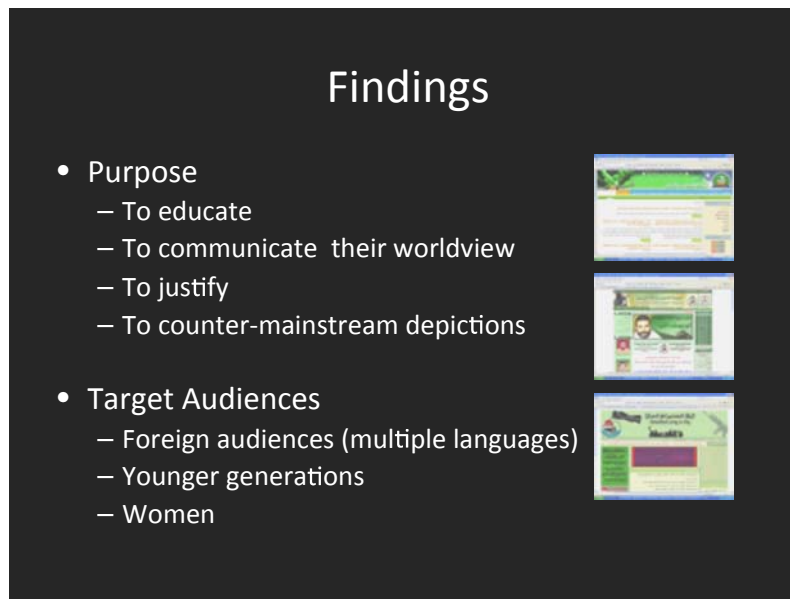 Findings
• Purpose
– To educate
– To communicate  their worldview
– To justify
– To counter-mainstream depictions
• Target Audiences
– Foreign audiences (multiple languages)
– Younger generations
– Women